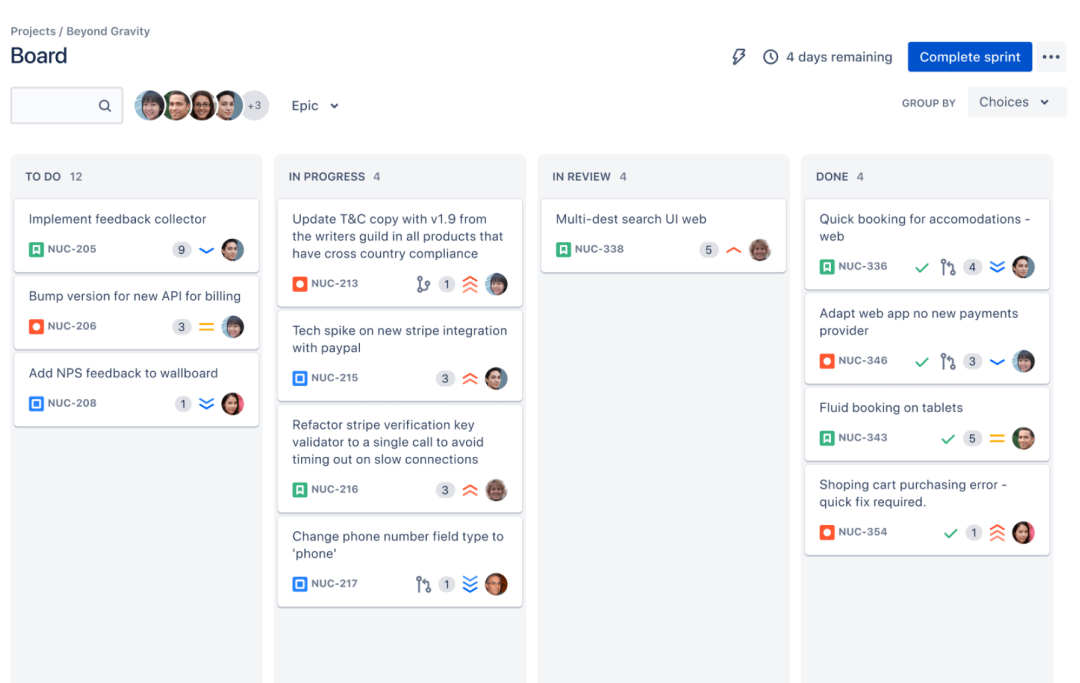 Projects / Beyond Gravity
Board
4 days remaining
Complete sprint
+3
Epic
GROUP BY
Choices
TO DO 12
Implement feedback collector
NUC-205
9
Bump version for new API for billing
NUC-206
3
Add NPS feedback to wallboard
NUC-208
1
IN PROGRESS 4
Update T&C copy with v1.9 from
the writers guild in all products that
have cross country compliance
NUC-213
1
Tech spike on new stripe integration
with paypal
NUC-215
3
Refactor stripe verification key
validator to a single call to avoid
timing out on slow connections
NUC-216
3
Change phone number field type to
'phone'
NUC-217
1
IN REVIEW 4
Multi-dest search UI web
NUC-338
5
DONE 4
Quick booking for accomodations -
web
NUC-336
4
Adapt web app no new payments
provider
NUC-346
3
Fluid booking on tablets
NUC-343
5
Shoping cart purchasing error -
quick fix required.
NUC-354
1